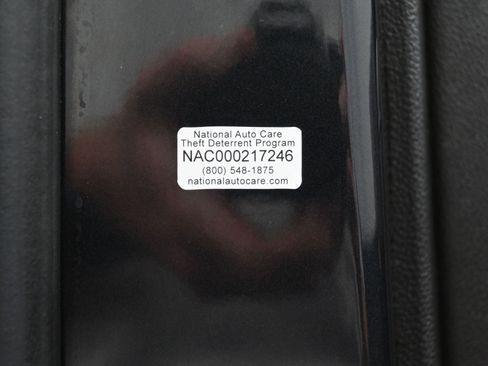 National Auto Care
Theft Deterrent Program
NAC000217246
(800) 548-1875
nationalautocare.com